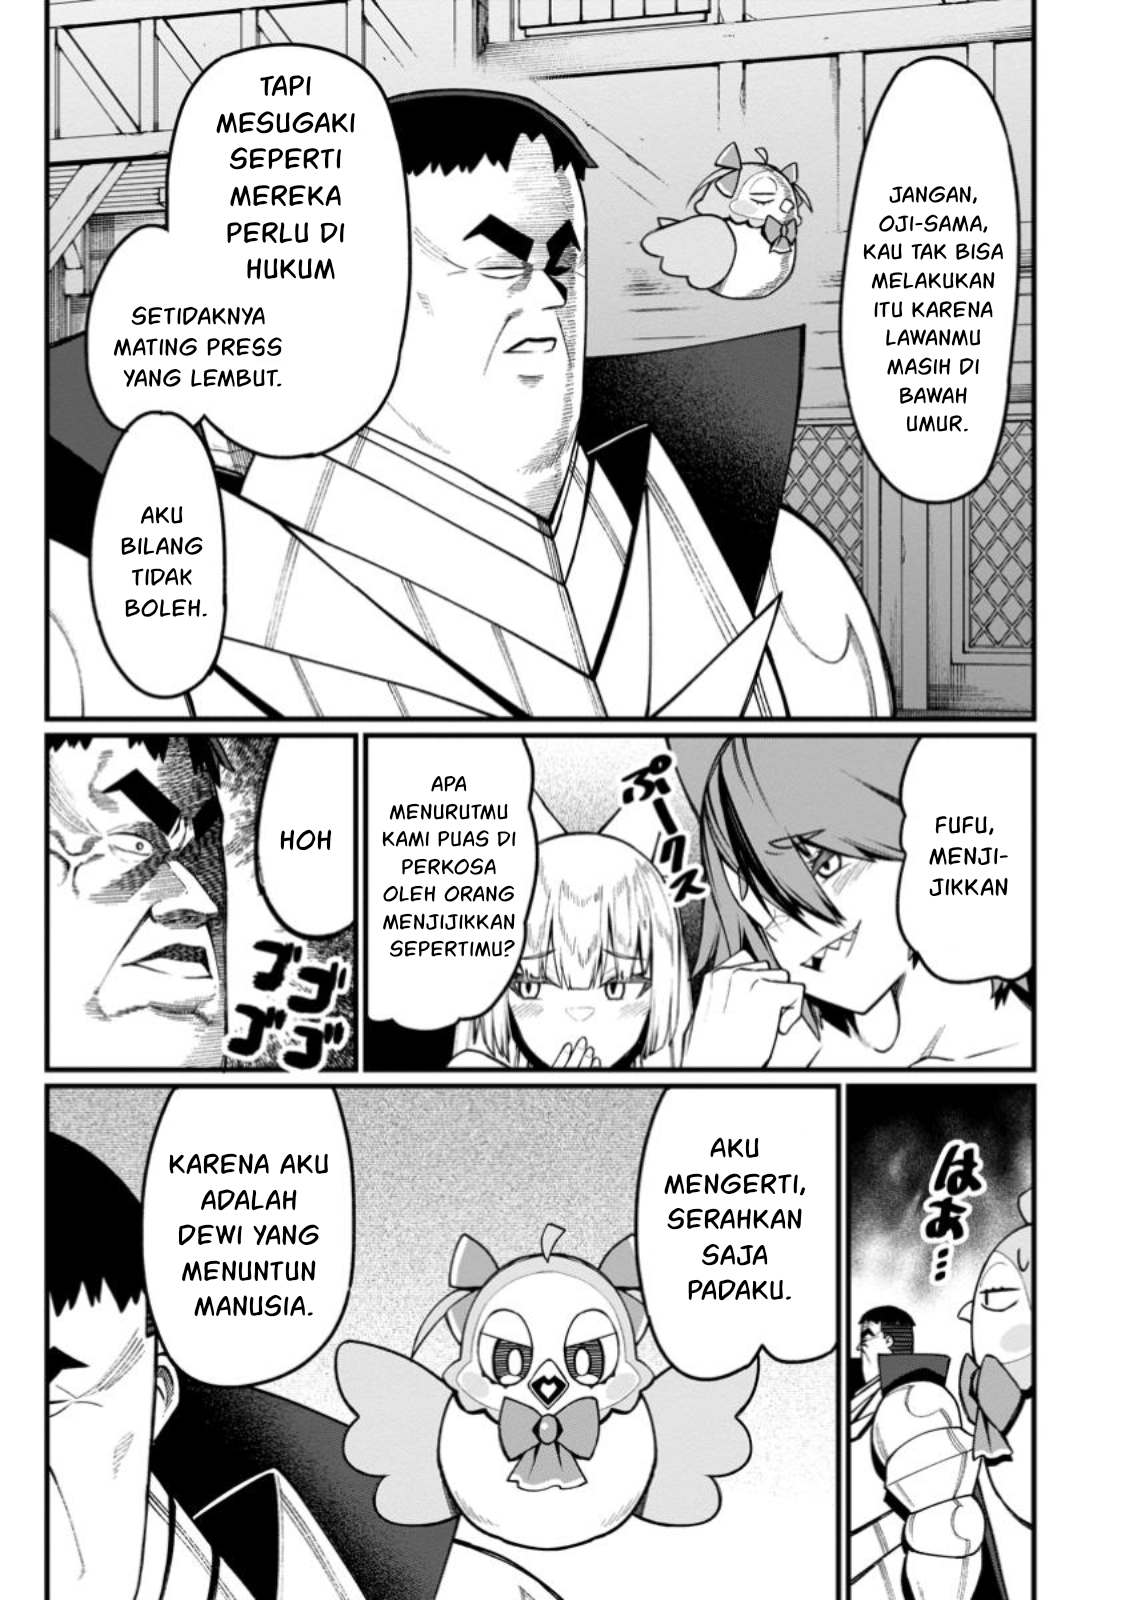 JANGAN,
OJI-SAMA,
KAU TAK BISA
MELAKUKAN
ITU KARENA
LAWANMU
MASIH DI
BAWAH
UMUR.
TAPI
MESUGAKI
SEPERTI
MEREKA
PERLU DI
HUKUM
SETIDAKNYA
MATING PRESS
YANG LEMBUT.
AKU
BILANG
TIDAK
BOLEH.
FUFU,
MENJI-
JIKKAN
ぷークス
APA
MENURUTMU
KAMI PUAS DI
PERKOSA
OLEH ORANG
MENJIJIKKAN
SEPERTIMU?
HOH
ゴゴゴ
ゴゴ
はぁ…
AKU
MENGERTI,
SERAHKAN
SAJA
PADAKU.
KARENA AKU
ADALAH
DEWI YANG
MENUNTUN
MANUSIA.